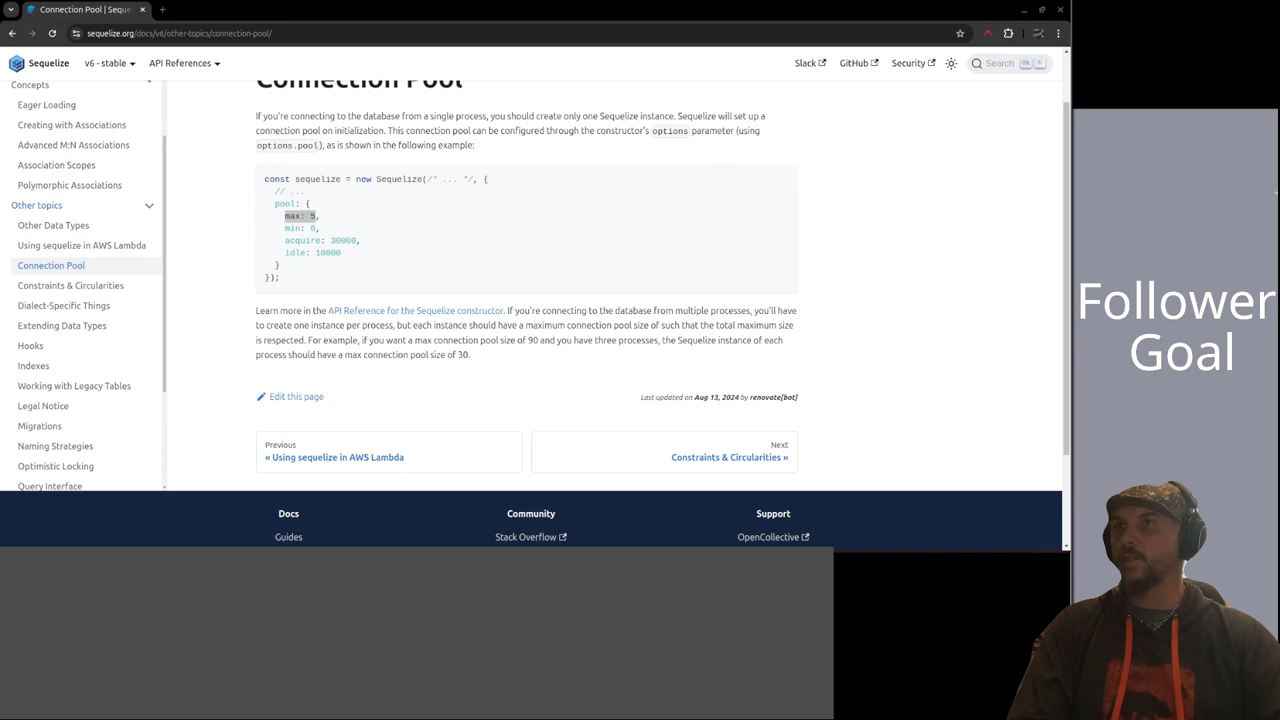 Connection Pool | Seque
sequelize.org/docs/v6/other-topics/connection-pool/
Sequelize
v6 - stable
API References
Slack
GitHub
Security
Search
Concepts
Eager Loading
Creating with Associations
Advanced M:N Associations
Association Scopes
Polymorphic Associations
Other topics
Other Data Types
Using sequelize in AWS Lambda
Connection Pool
Constraints & Circularities
Dialect-Specific Things
Extending Data Types
Hooks
Indexes
Working with Legacy Tables
Legal Notice
Migrations
Naming Strategies
Optimistic Locking
Query Interface
Connection Pool
If you're connecting to the database from a single process, you should create only one Sequelize instance. Sequelize will set up a
connection pool on initialization. This connection pool can be configured through the constructor's options parameter (using
options.pool), as is shown in the following example:
const sequelize = new Sequelize(/* ... */, {
// ...
pool: {
max: 5,
min: 0,
acquire: 30000,
idle: 10000
}
});
Learn more in the API Reference for the Sequelize constructor. If you're connecting to the database from multiple processes, you'll have
to create one instance per process, but each instance should have a maximum connection pool size of such that the total maximum size
is respected. For example, if you want a max connection pool size of 90 and you have three processes, the Sequelize instance of each
process should have a max connection pool size of 30.
Edit this page
Last updated on Aug 13, 2024 by renovate[bot]
Previous
« Using sequelize in AWS Lambda
Next
Constraints & Circularities »
Docs
Guides
Community
Stack Overflow
Support
OpenCollective
Follower
Goal